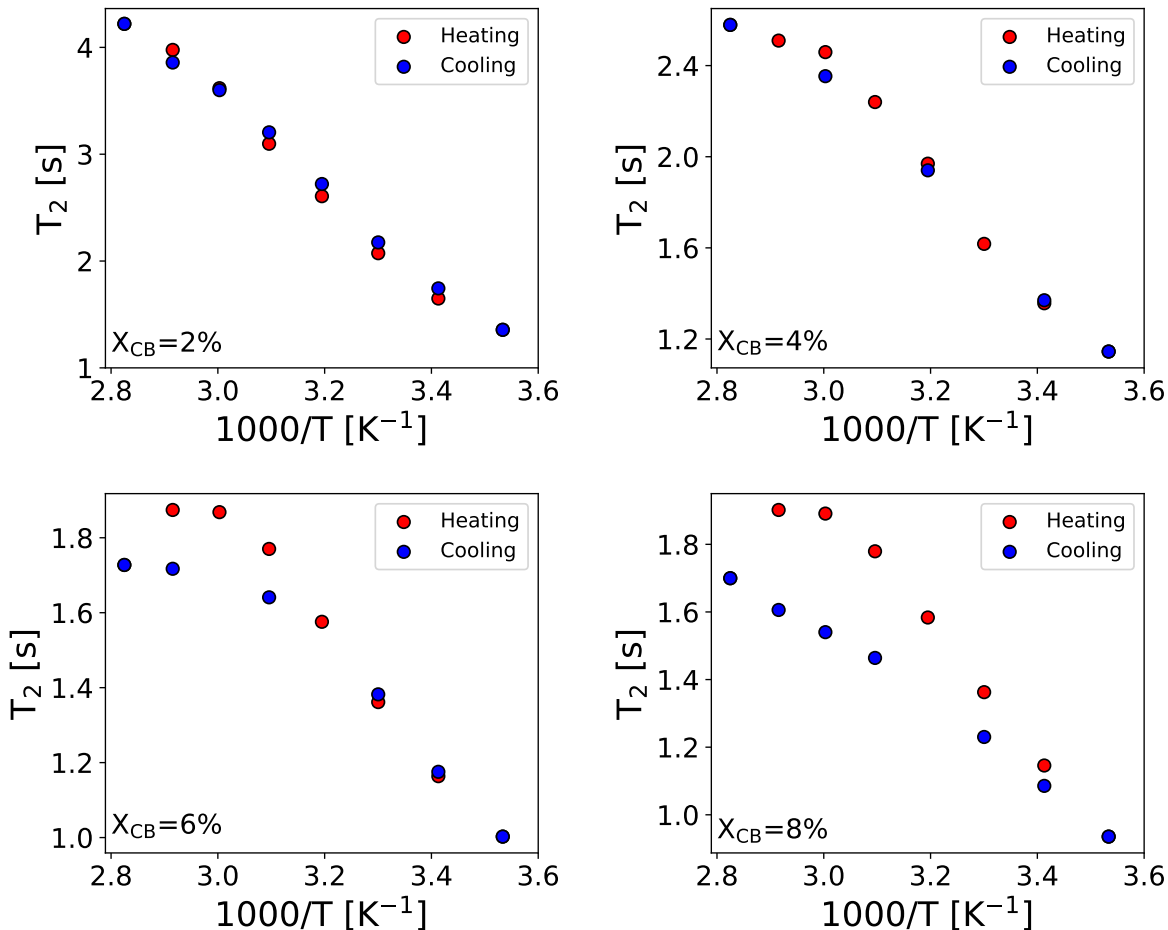 T₂ [s]
4
3
2
1
Heating
Cooling
X_CB=2%
2.8 3.0 3.2 3.4 3.6
1000/T [K⁻¹]
T₂ [s]
2.4
2.0
1.6
1.2
Heating
Cooling
X_CB=4%
2.8 3.0 3.2 3.4 3.6
1000/T [K⁻¹]
T₂ [s]
1.8
1.6
1.4
1.2
1.0
Heating
Cooling
X_CB=6%
2.8 3.0 3.2 3.4 3.6
1000/T [K⁻¹]
T₂ [s]
1.8
1.6
1.4
1.2
1.0
Heating
Cooling
X_CB=8%
2.8 3.0 3.2 3.4 3.6
1000/T [K⁻¹]